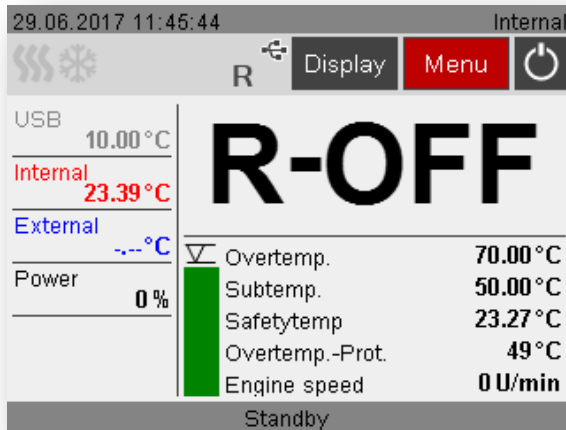 29.06.2017 11:45:44 Internal
R Display Menu
USB
10.00°C
Internal
23.39°C
External
-.--°C
Power
0%
R-OFF
Overtemp. 70.00°C
Subtemp. 50.00°C
Safetytemp 23.27°C
Overtemp.-Prot. 49°C
Engine speed 0 U/min
Standby